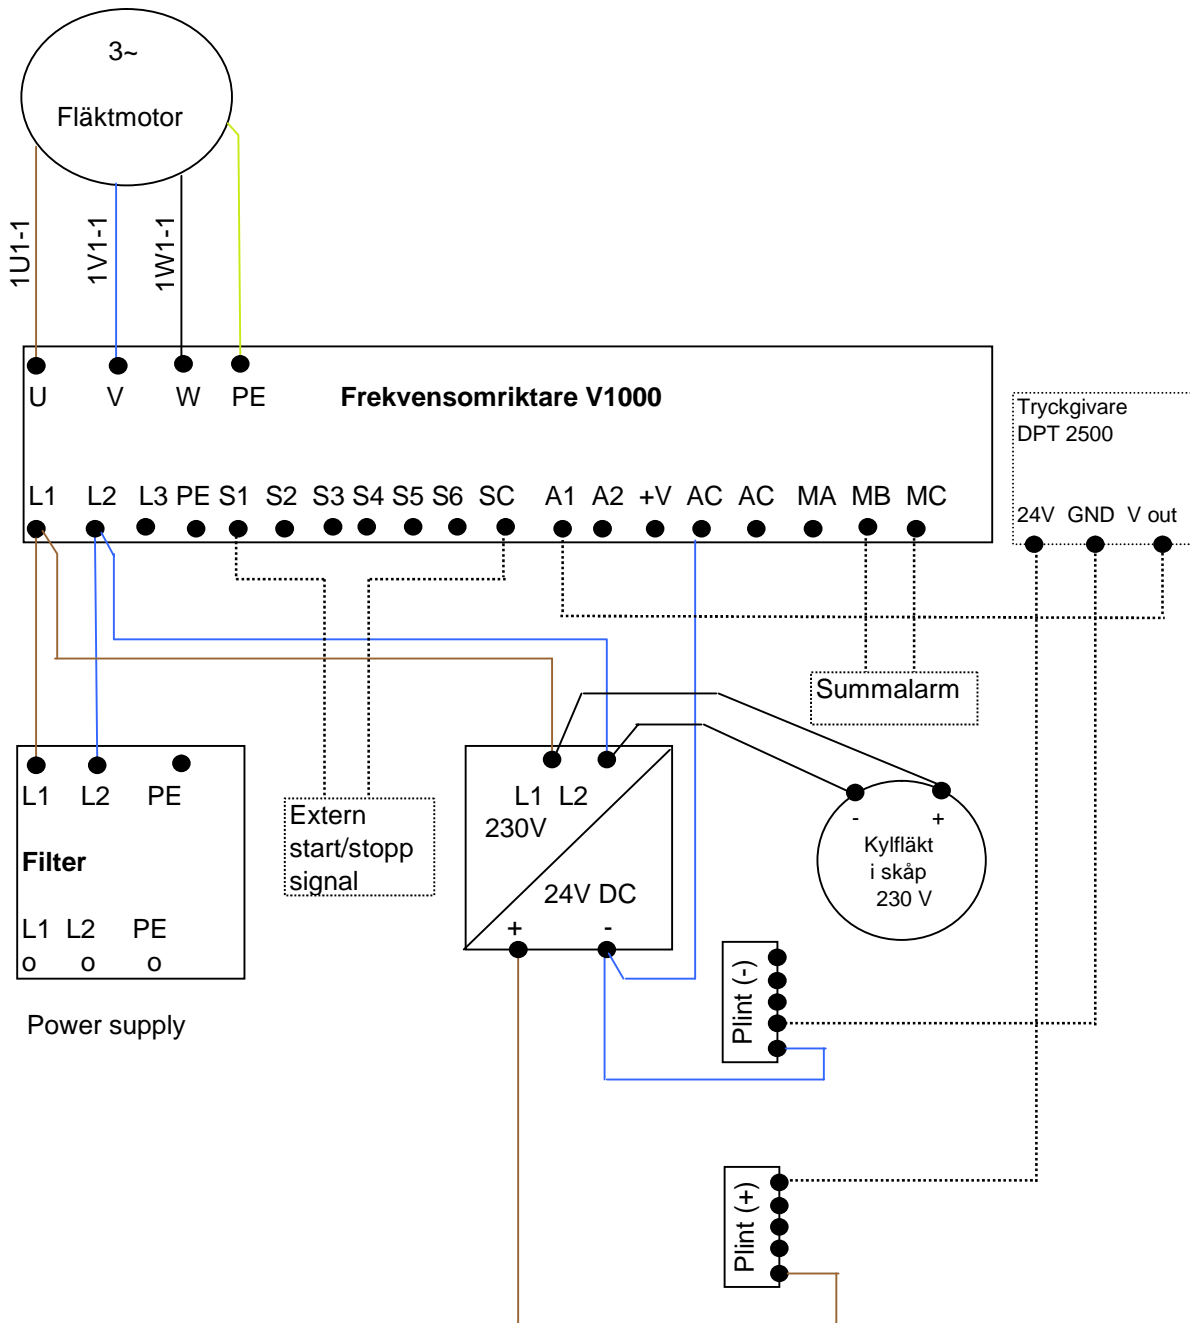 3~
Fläktmotor
1U1-1
1V1-1
1W1-1
U V W PE
Frekvensomriktare V1000
L1 L2 L3 PE S1 S2 S3 S4 S5 S6 SC A1 A2 +V AC AC MA MB MC
Tryckgivare
DPT 2500
24V GND V out
Summalarm
L1 L2 PE
Filter
L1 L2 PE
o o o
Power supply
Extern
start/stopp
signal
L1 L2
230V
24V DC
+ -
- +
Kylfläkt
i skåp
230 V
Plint (-)
Plint (+)